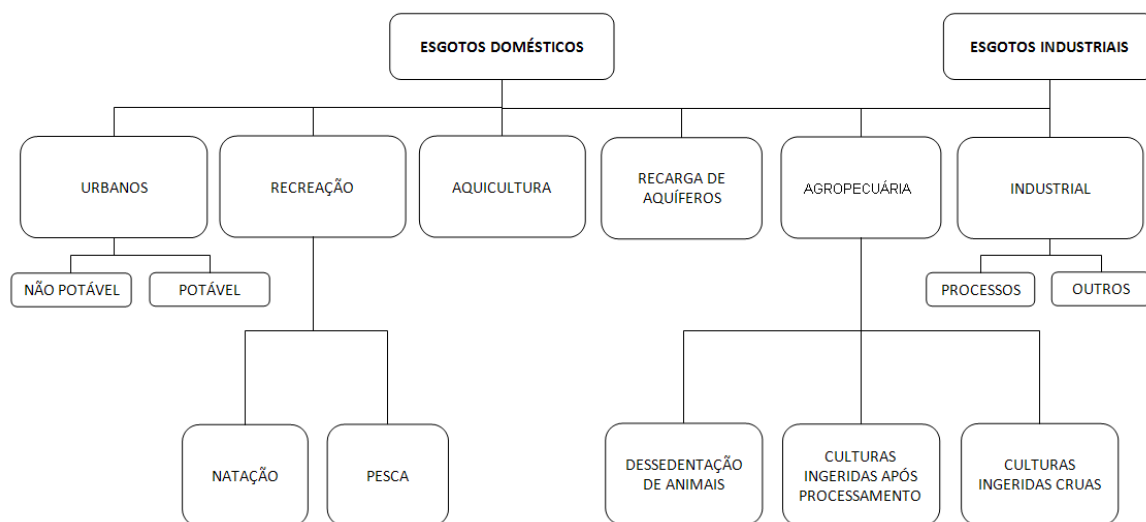 ESGOTOS DOMÉSTICOS
ESGOTOS INDUSTRIAIS
URBANOS
RECREAÇÃO
AQUICULTURA
RECARGA DE
AQUÍFEROS
AGROPECUÁRIA
INDUSTRIAL
NÃO POTÁVEL
POTÁVEL
PROCESSOS
OUTROS
NATAÇÃO
PESCA
DESSEDENTAÇÃO
DE ANIMAIS
CULTURAS
INGERIDAS APÓS
PROCESSAMENTO
CULTURAS
INGERIDAS CRUAS